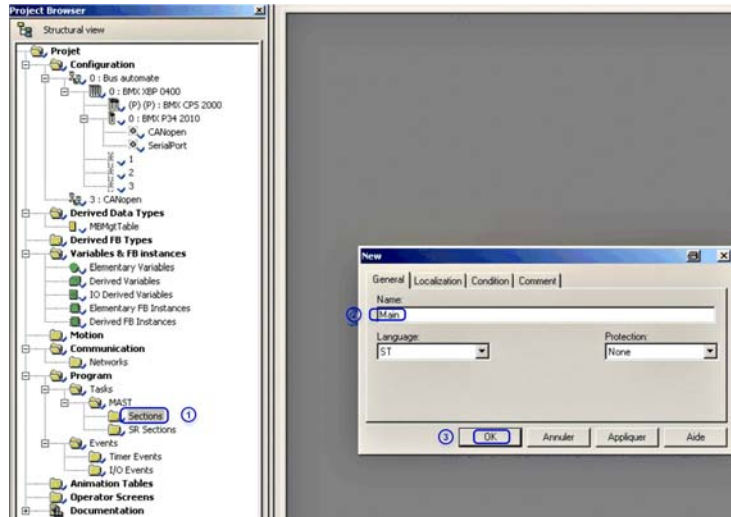 Project Browser
Structural view
Projet
Configuration
0 : Bus automate
0 : BMX XBP 0400
(P) (P) : BMX CPS 2000
0 : BMX P34 2010
CANopen
SerialPort
1
2
3
3 : CANopen
Derived Data Types
MBMgtTable
Derived FB Types
Variables & FB instances
Elementary Variables
Derived Variables
IO Derived Variables
Elementary FB Instances
Derived FB Instances
Motion
Communication
Networks
Program
Tasks
MAST
Sections 1
SR Sections
Events
Timer Events
I/O Events
Animation Tables
Operator Screens
Documentation
New
General Localization Condition Comment
Name:
2 Main
Language: Protection:
ST None
3 OK Annuler Appliquer Aide